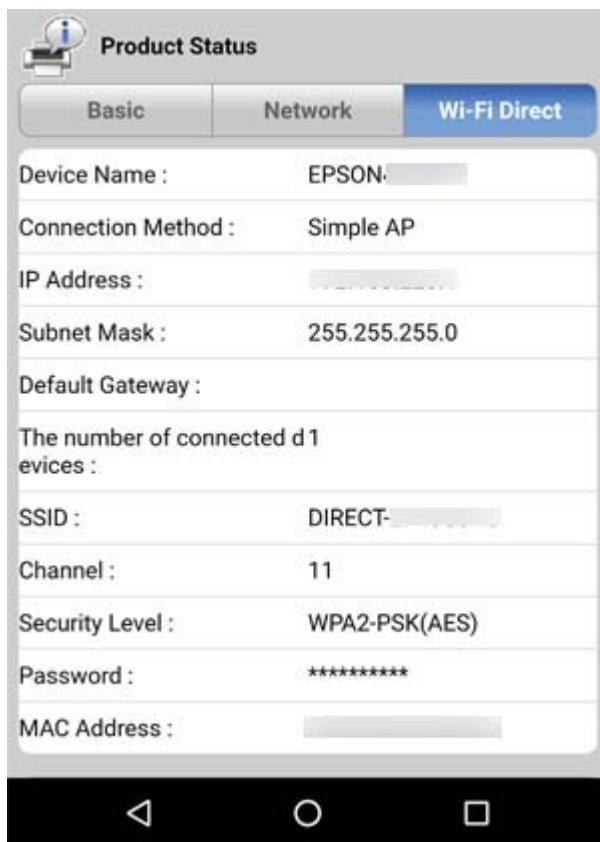 Product Status
Basic Network Wi-Fi Direct
Device Name : EPSON
Connection Method : Simple AP
IP Address :
Subnet Mask : 255.255.255.0
Default Gateway :
The number of connected d 1
evices :
SSID : DIRECT-
Channel : 11
Security Level : WPA2-PSK(AES)
Password : **********
MAC Address :